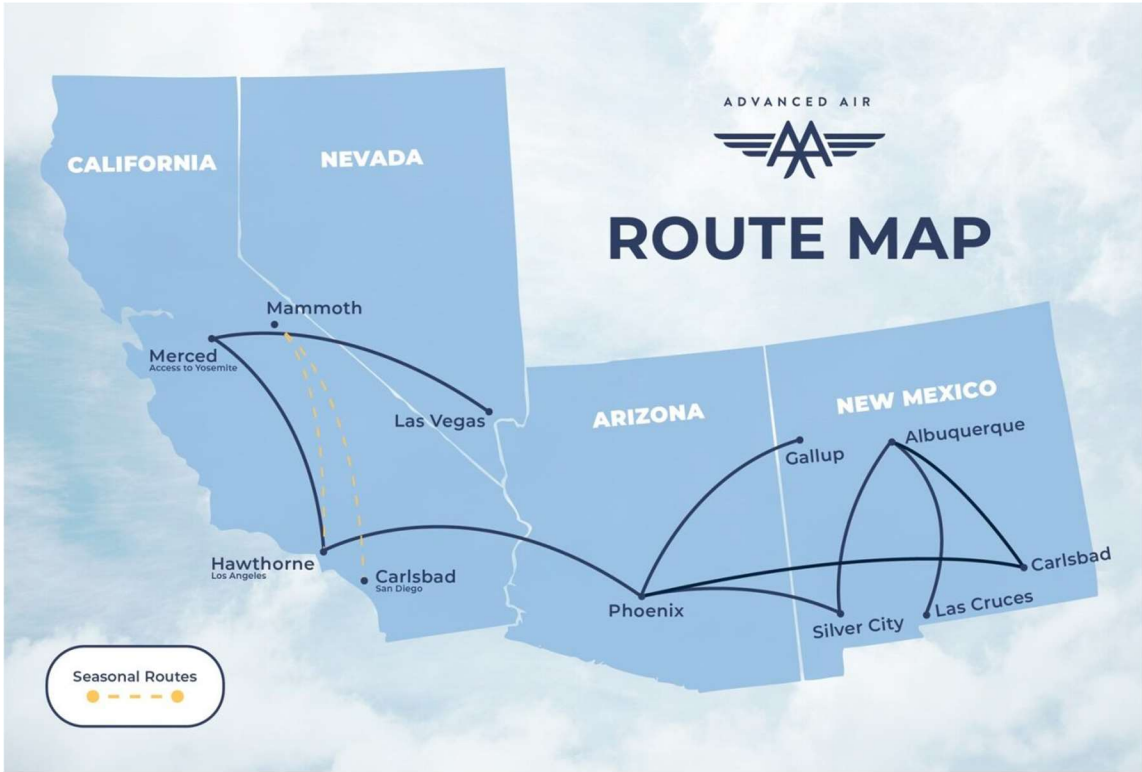 ADVANCED AIR
AA
ROUTE MAP
CALIFORNIA
NEVADA
Mammoth
Merced
Access to Yosemite
Las Vegas
ARIZONA
NEW MEXICO
Gallup
Albuquerque
Hawthorne
Los Angeles
Carlsbad
San Diego
Phoenix
Silver City
Las Cruces
Carlsbad
Seasonal Routes